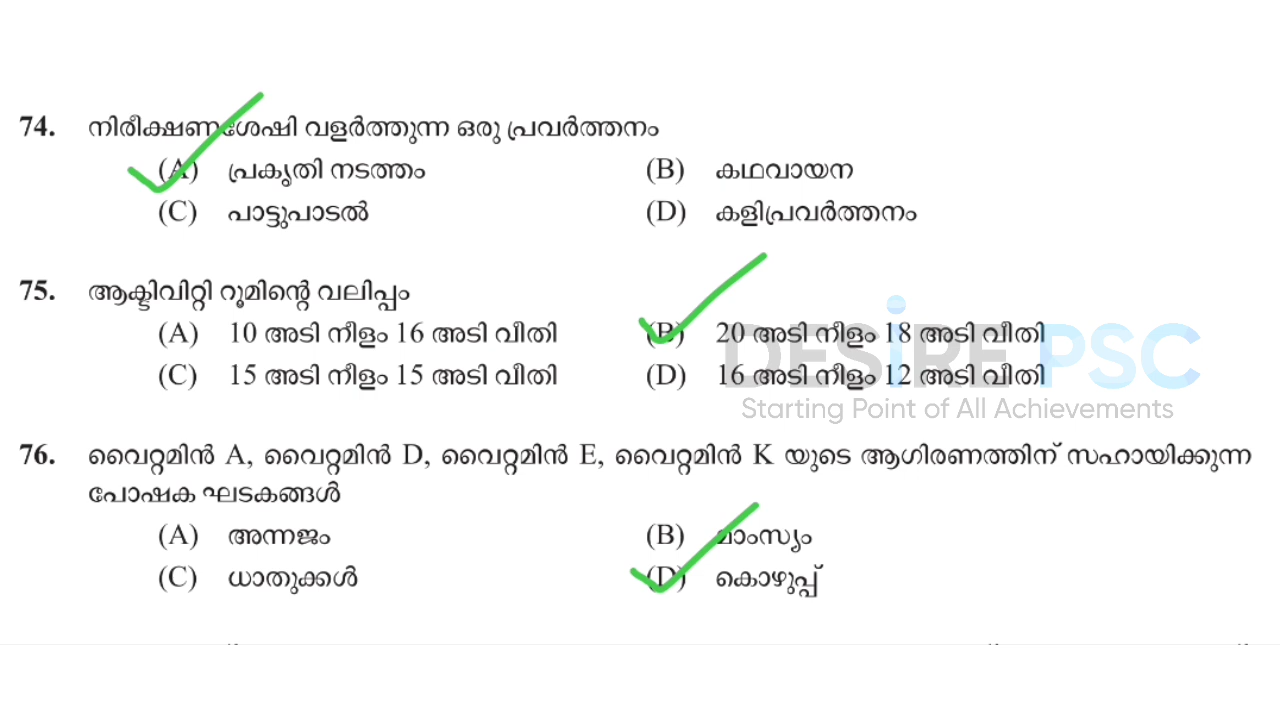 74. നിരീക്ഷണശേഷി വളർത്തുന്ന ഒരു പ്രവർത്തനം
(A) പ്രകൃതി നടത്തം (B) കഥവായന
(C) പാട്ടുപാടൽ (D) കളിപ്രവർത്തനം
75. ആക്ടിവിറ്റി റൂമിന്റെ വലിപ്പം
(A) 10 അടി നീളം 16 അടി വീതി (B) 20 അടി നീളം 18 അടി വീതി
(C) 15 അടി നീളം 15 അടി വീതി (D) 16 അടി നീളം 12 അടി വീതി
DESiRE PSC
Starting Point of All Achievements
76. വൈറ്റമിൻ A, വൈറ്റമിൻ D, വൈറ്റമിൻ E, വൈറ്റമിൻ K യുടെ ആഗിരണത്തിന് സഹായിക്കുന്ന
പോഷക ഘടകങ്ങൾ
(A) അന്നജം (B) മാംസ്യം
(C) ധാതുക്കൾ (D) കൊഴുപ്പ്